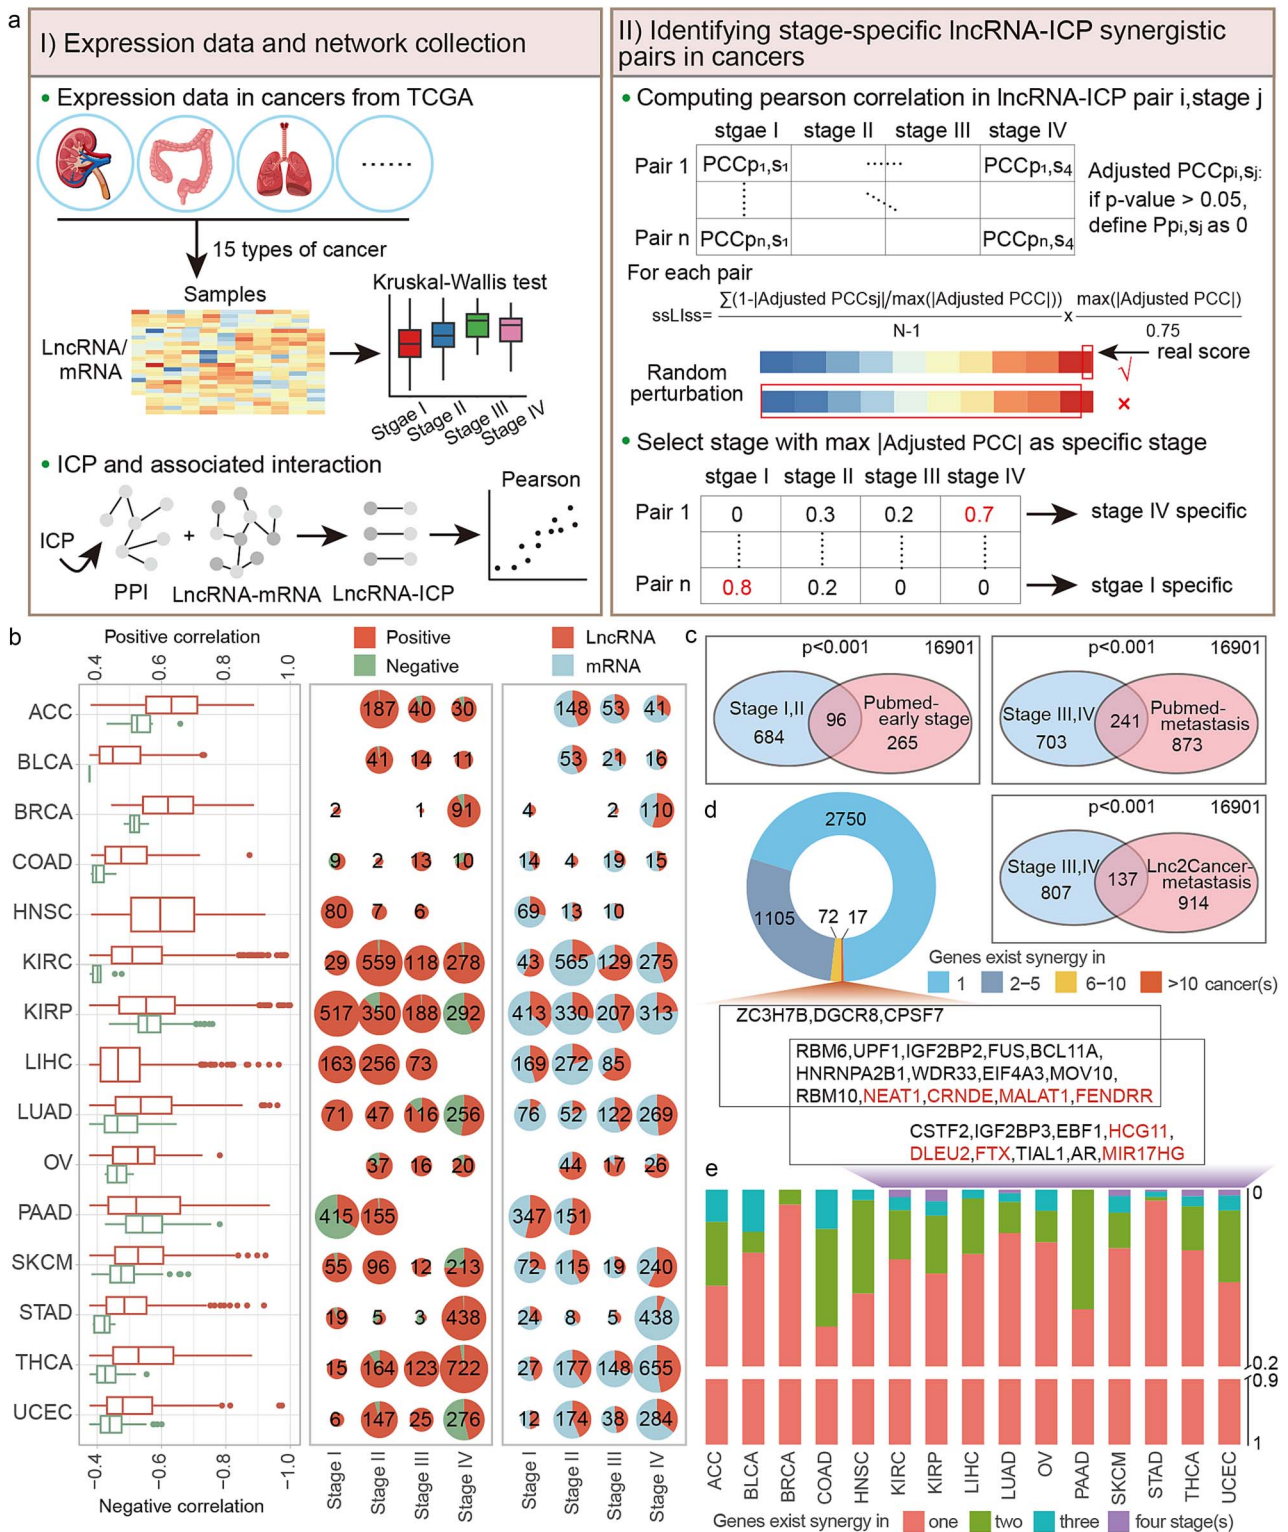 a
I) Expression data and network collection
• Expression data in cancers from TCGA
......
15 types of cancer
Samples
LncRNA/
mRNA
Kruskal-Wallis test
Stgae I
Stage II
Stage III
Stage IV
• ICP and associated interaction
Pearson
ICP
+
PPI
LncRNA-mRNA
LncRNA-ICP
II) Identifying stage-specific lncRNA-ICP synergistic
pairs in cancers
• Computing pearson correlation in lncRNA-ICP pair i,stage j
stgae I stage II stage III stage IV
Pair 1 PCCp1,s1 ...... PCCp1,s4
Pair n PCCpn,s1 PCCpn,s4
Adjusted PCCpi,sj:
if p-value > 0.05,
define Ppi,sj as 0
For each pair
ssLIss= ∑(1-|Adjusted PCCsj|/max(|Adjusted PCC|)) x max(|Adjusted PCC|)
N-1 0.75
real score
Random
perturbation
√
×
• Select stage with max |Adjusted PCC| as specific stage
stgae I stage II stage III stage IV
Pair 1 0 0.3 0.2 0.7 stage IV specific
Pair n 0.8 0.2 0 0 stgae I specific
b
Positive correlation
0.4 0.6 0.8 1.0
Positive
Negative
LncRNA
mRNA
ACC 187 40 30 148 53 41
BLCA 41 14 11 53 21 16
BRCA 2 1 91 4 2 110
COAD 9 2 13 10 14 4 19 15
HNSC 80 7 6 69 13 10
KIRC 29 559 118 278 43 565 129 275
KIRP 517 350 188 292 413 330 207 313
LIHC 163 256 73 169 272 85
LUAD 71 47 116 256 76 52 122 269
OV 37 16 20 44 17 26
PAAD 415 155 347 151
SKCM 55 96 12 213 72 115 19 240
STAD 19 5 3 438 24 8 5 438
THCA 15 164 123 722 27 177 148 655
UCEC 6 147 25 276 12 174 38 284
−0.4 −0.6 −0.8 −1.0
Negative correlation
Stage I Stage II Stage III Stage IV
Stage I Stage II Stage III Stage IV
c
p<0.001 16901
Stage I,II
684
96
Pubmed-
early stage
265
p<0.001 16901
Stage III,IV
703
241
Pubmed-
metastasis
873
p<0.001 16901
Stage III,IV
807
137
Lnc2Cancer-
metastasis
914
d
2750
1105
72
17
Genes exist synergy in
1 2−5 6−10 >10 cancer(s)
ZC3H7B,DGCR8,CPSF7
RBM6,UPF1,IGF2BP2,FUS,BCL11A,
HNRNPA2B1,WDR33,EIF4A3,MOV10,
RBM10,NEAT1,CRNDE,MALAT1,FENDRR
CSTF2,IGF2BP3,EBF1,HCG11,
DLEU2,FTX,TIAL1,AR,MIR17HG
e
0
0.2
0.9
1
ACC BLCA BRCA COAD HNSC KIRC KIRP LIHC LUAD OV PAAD SKCM STAD THCA UCEC
Genes exist synergy in one two three four stage(s)